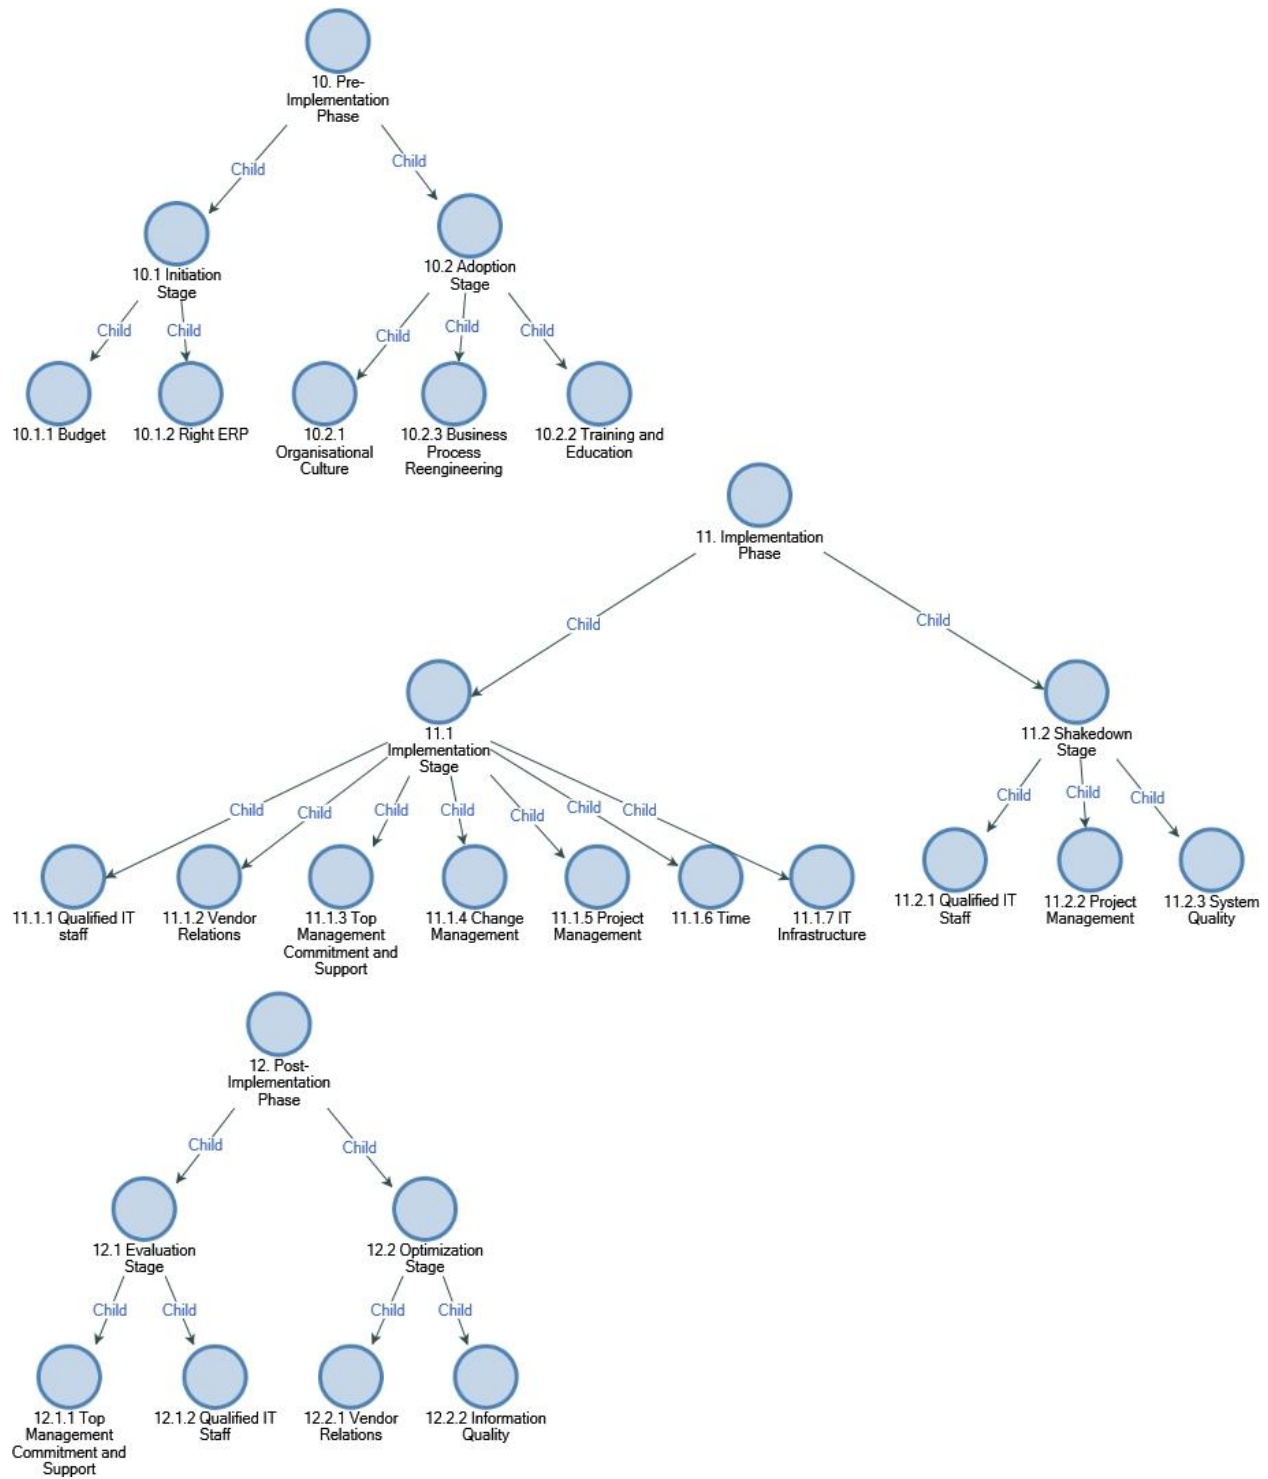 10. Pre-
Implementation
Phase
Child
Child
10.1 Initiation
Stage
10.2 Adoption
Stage
Child
Child
Child
Child
Child
10.1.1 Budget
10.1.2 Right ERP
10.2.1
Organisational
Culture
10.2.3 Business
Process
Reengineering
10.2.2 Training and
Education
11. Implementation
Phase
Child
Child
11.1
Implementation
Stage
11.2 Shakedown
Stage
Child
Child
Child
Child
Child
Child
Child
Child
Child
Child
11.1.1 Qualified IT
staff
11.1.2 Vendor
Relations
11.1.3 Top
Management
Commitment and
Support
11.1.4 Change
Management
11.1.5 Project
Management
11.1.6 Time
11.1.7 IT
Infrastructure
11.2.1 Qualified IT
Staff
11.2.2 Project
Management
11.2.3 System
Quality
12. Post-
Implementation
Phase
Child
Child
12.1 Evaluation
Stage
12.2 Optimization
Stage
Child
Child
Child
Child
12.1.1 Top
Management
Commitment and
Support
12.1.2 Qualified IT
Staff
12.2.1 Vendor
Relations
12.2.2 Information
Quality